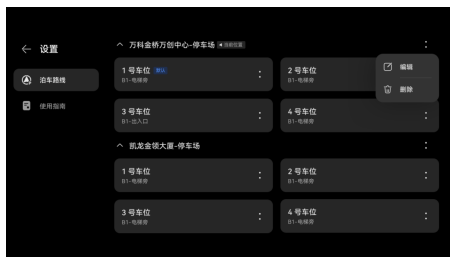 设置
泊车路线
使用指南
万科金桥万创中心-停车场 当前位置
1 号车位 默认
B1-电梯旁
2 号车位
B1-电梯旁
编辑
删除
3 号车位
B1-出入口
4 号车位
B1-电梯旁
凯龙金领大厦-停车场
1 号车位
B1-电梯旁
2 号车位
B1-电梯旁
3 号车位
B1-电梯旁
4 号车位
B1-电梯旁